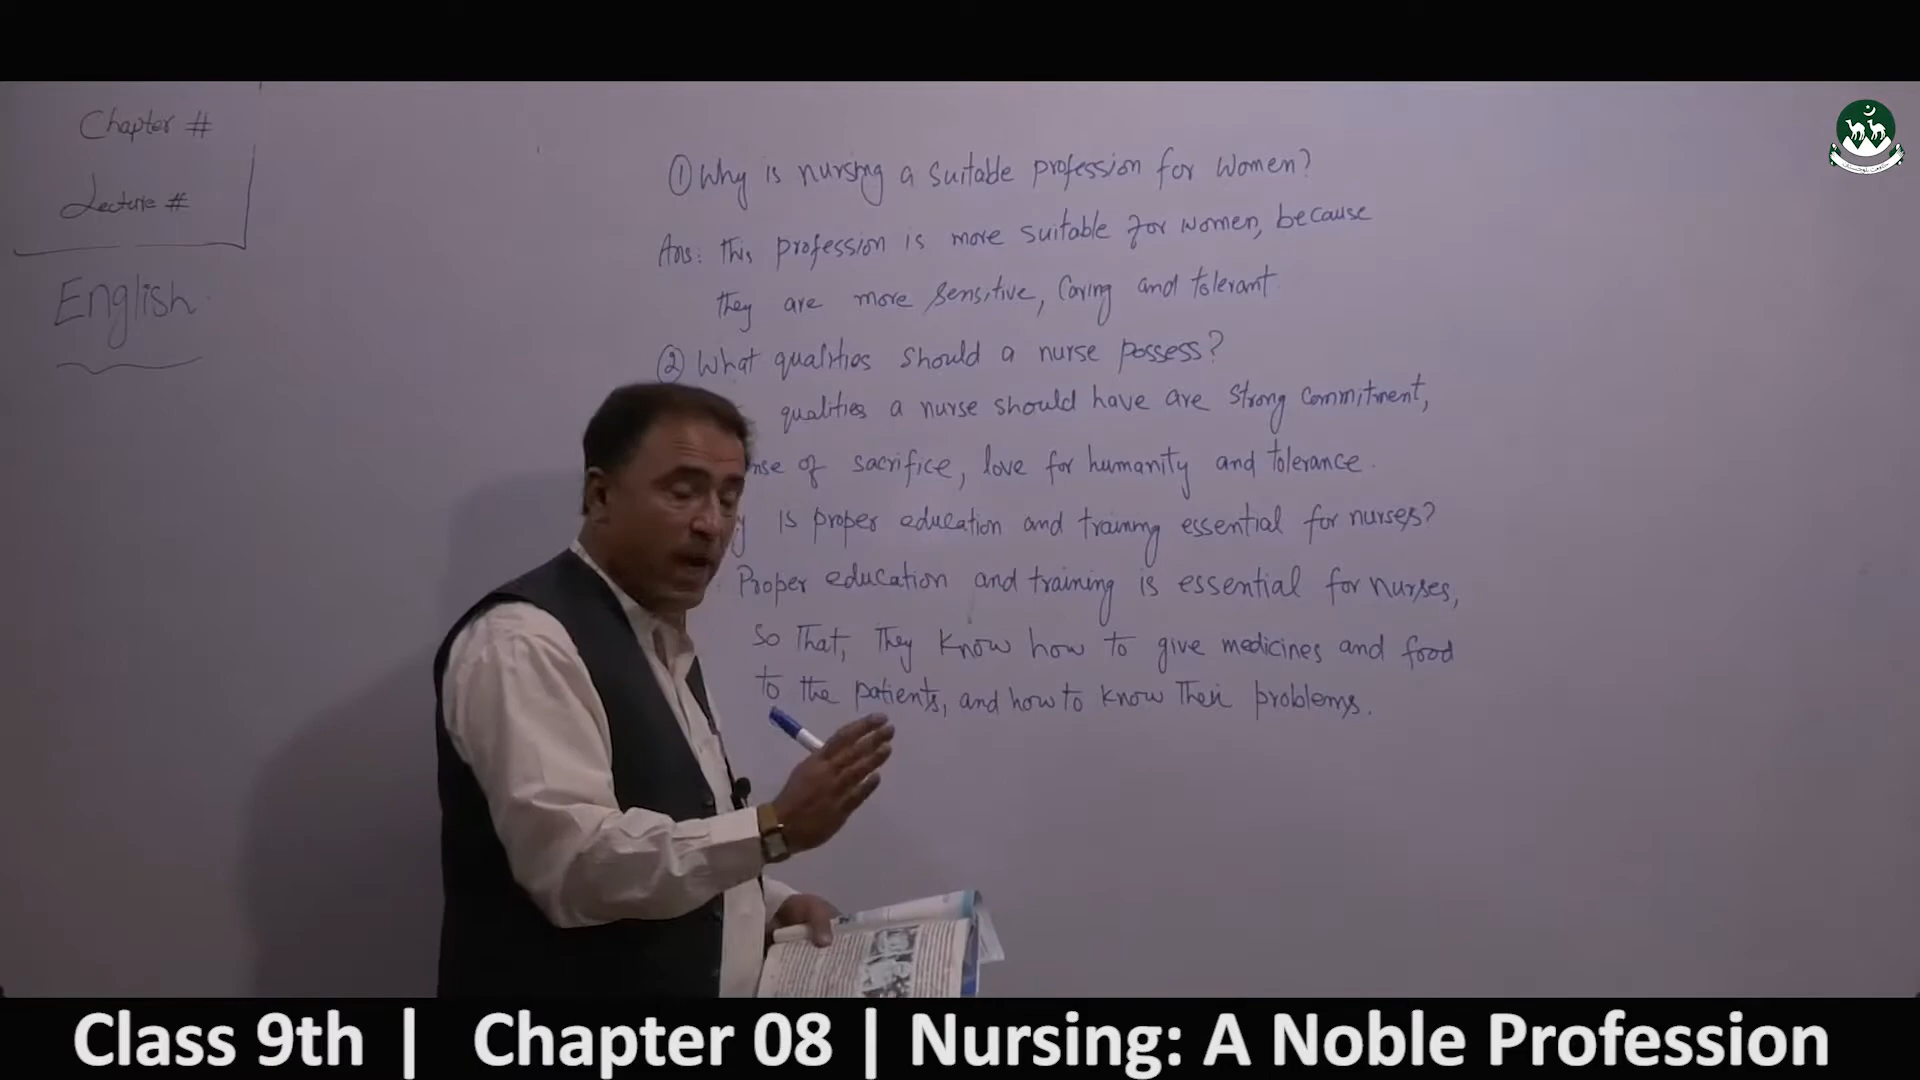 Chapter #
Lecture #
English
① Why is nursing a suitable profession for women?
Ans: This profession is more suitable for women, because
they are more sensitive, Caring and tolerant
② What qualities should a nurse possess?
qualities a nurse should have are strong commitment,
nse of sacrifice, love for humanity and tolerance.
y is proper education and training essential for nurses?
Proper education and training is essential for nurses,
So That, They know how to give medicines and food
to the patients, and how to know Their problems.
Class 9th | Chapter 08 | Nursing: A Noble Profession